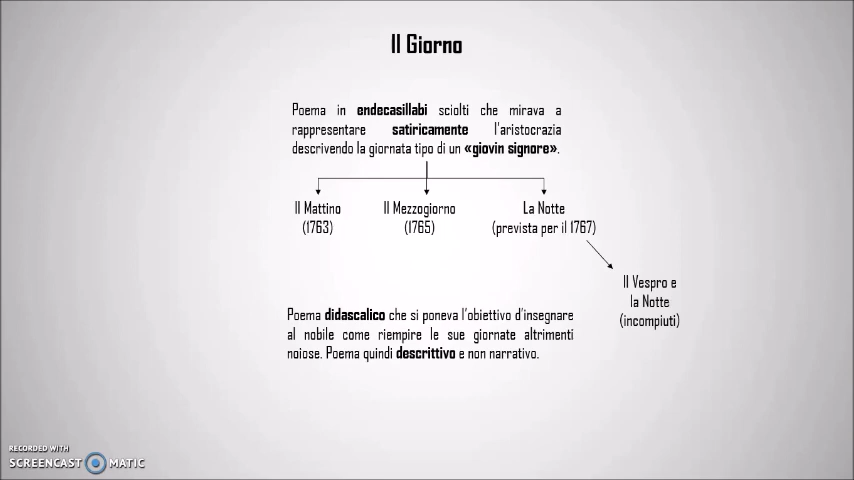 Il Giorno
Poema in endecasillabi sciolti che mirava a
rappresentare satiricamente l'aristocrazia
descrivendo la giornata tipo di un «giovin signore».
Il Mattino
(1763)
Il Mezzogiorno
(1765)
La Notte
(prevista per il 1767)
Il Vespro e
la Notte
(incompiuti)
Poema didascalico che si poneva l'obiettivo d'insegnare
al nobile come riempire le sue giornate altrimenti
noiose. Poema quindi descrittivo e non narrativo.
RECORDED WITH
SCREENCAST MATIC